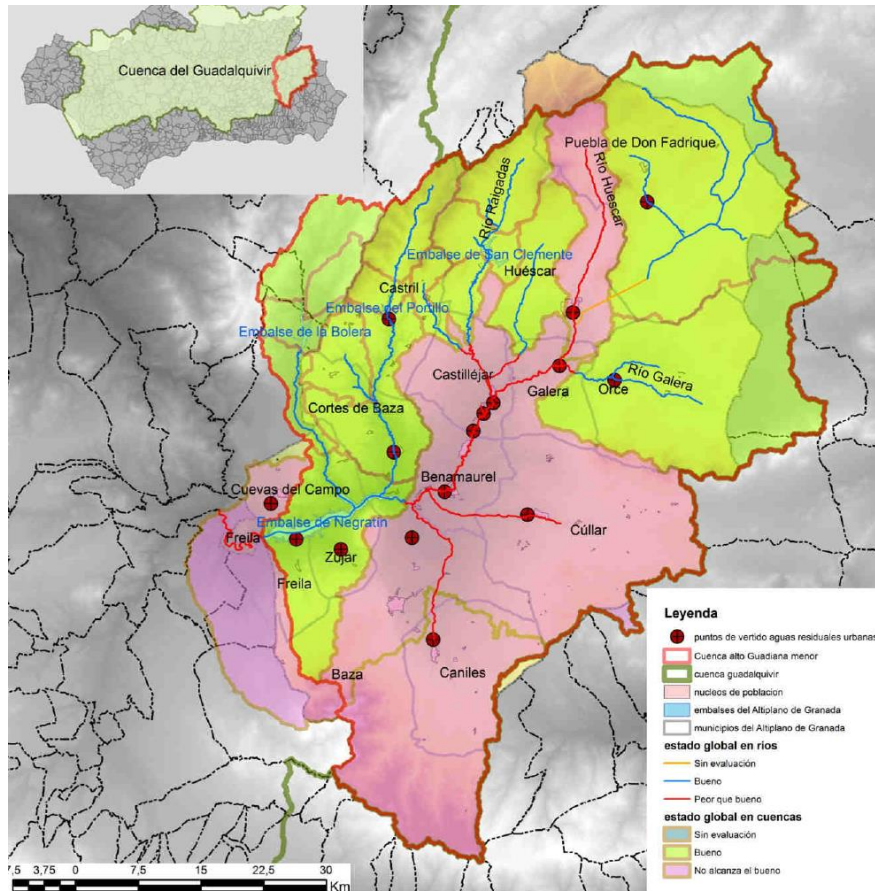 Cuenca del Guadalquivir
Puebla de Don Fadrique
Río Huescar
Río Raigadas
Embalse de San Clemente
Huéscar
Castril
Embalse del Portillo
Embalse de la Bolera
Castilléjar
Galera
Río Galera
Orce
Cortes de Baza
Benamaurel
Cuevas del Campo
Cúllar
Embalse de Negratín
Freila
Zújar
Freila
Baza
Caniles
Leyenda
puntos de vertido aguas residuales urbanas
Cuenca alto Guadiana menor
cuenca guadalquivir
nucleos de poblacion
embalses del Altiplano de Granada
municipios del Altiplano de Granada
estado global en rios
Sin evaluación
Bueno
Peor que bueno
estado global en cuencas
Sin evaluación
Bueno
No alcanza el bueno
7,5 3,75 0 7,5 15 22,5 30
Km